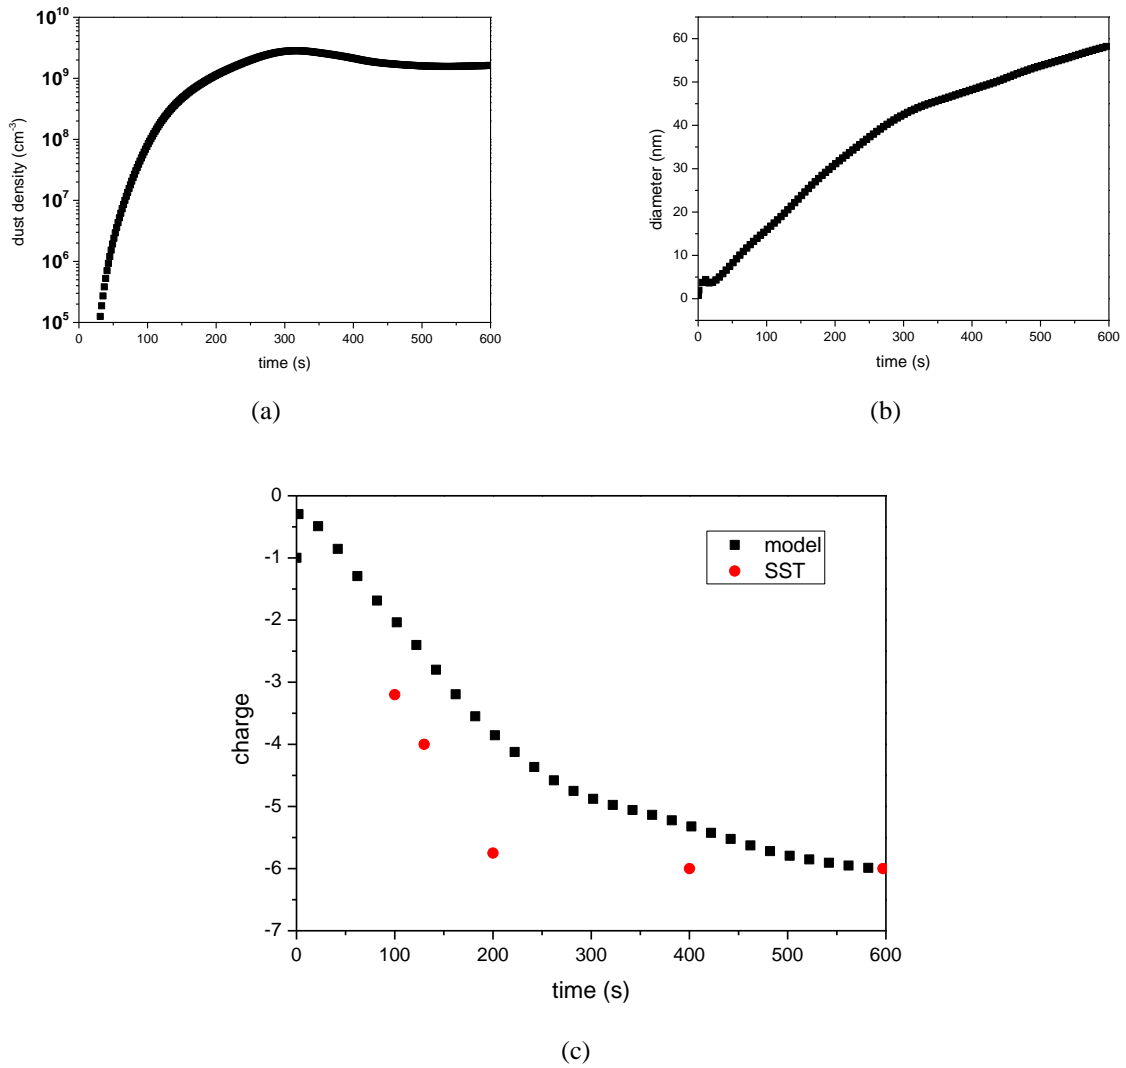 10^10
10^9
10^8
10^7
10^6
10^5
dust density (cm^-3)
0 100 200 300 400 500 600
time (s)
(a)
60
50
40
30
20
10
0
diameter (nm)
0 100 200 300 400 500 600
time (s)
(b)
0
-1
-2
-3
-4
-5
-6
-7
charge
model
SST
0 100 200 300 400 500 600
time (s)
(c)